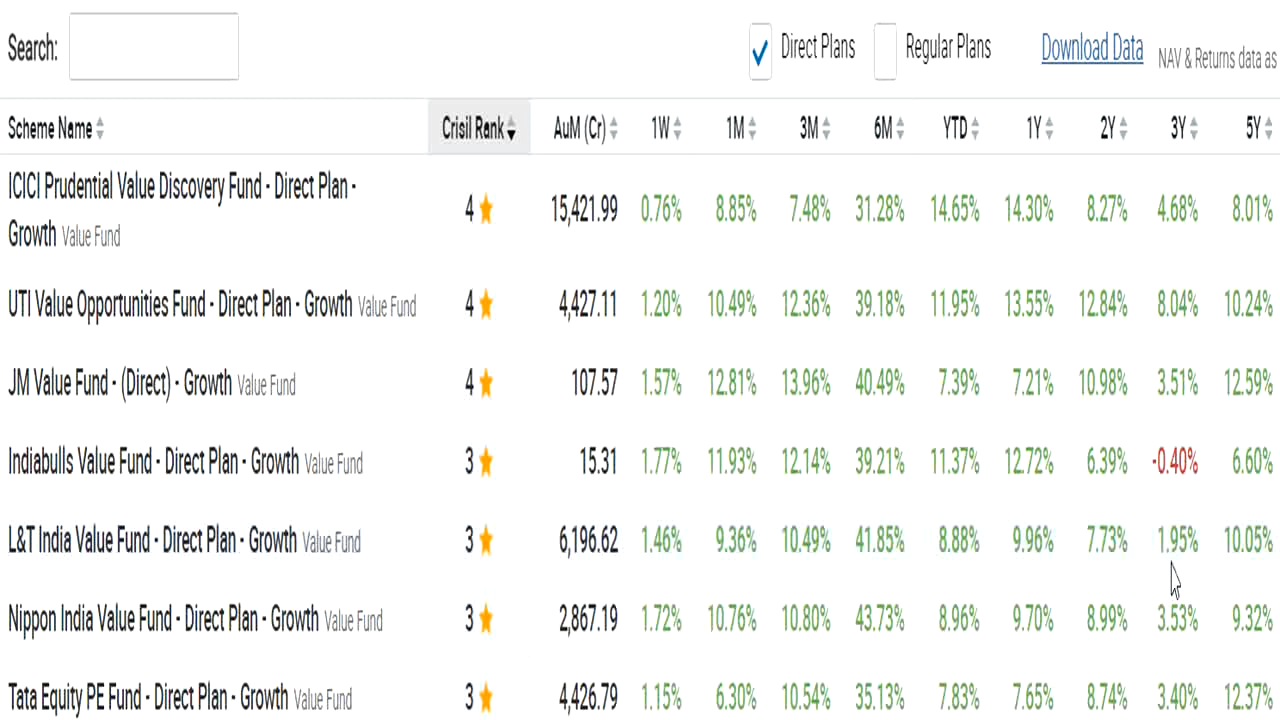 Search: Direct Plans Regular Plans Download Data NAV & Returns data as
Scheme Name Crisil Rank AuM (Cr) 1W 1M 3M 6M YTD 1Y 2Y 3Y 5Y
ICICI Prudential Value Discovery Fund - Direct Plan -
Growth Value Fund 4 15,421.99 0.76% 8.85% 7.48% 31.28% 14.65% 14.30% 8.27% 4.68% 8.01%
UTI Value Opportunities Fund - Direct Plan - Growth Value Fund 4 4,427.11 1.20% 10.49% 12.36% 39.18% 11.95% 13.55% 12.84% 8.04% 10.24%
JM Value Fund - (Direct) - Growth Value Fund 4 107.57 1.57% 12.81% 13.96% 40.49% 7.39% 7.21% 10.98% 3.51% 12.59%
Indiabulls Value Fund - Direct Plan - Growth Value Fund 3 15.31 1.77% 11.93% 12.14% 39.21% 11.37% 12.72% 6.39% -0.40% 6.60%
L&T India Value Fund - Direct Plan - Growth Value Fund 3 6,196.62 1.46% 9.36% 10.49% 41.85% 8.88% 9.96% 7.73% 1.95% 10.05%
Nippon India Value Fund - Direct Plan - Growth Value Fund 3 2,867.19 1.72% 10.76% 10.80% 43.73% 8.96% 9.70% 8.99% 3.53% 9.32%
Tata Equity PE Fund - Direct Plan - Growth Value Fund 3 4,426.79 1.15% 6.30% 10.54% 35.13% 7.83% 7.65% 8.74% 3.40% 12.37%